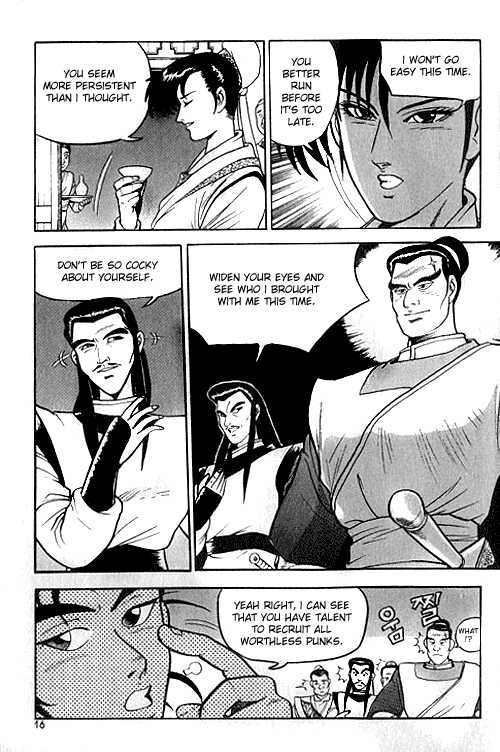 YOU SEEM
MORE PERSISTENT
THAN I THOUGHT.
I WON'T GO
EASY THIS TIME.
YOU
BETTER
RUN
BEFORE
IT'S TOO
LATE.
DON'T BE SO COCKY
ABOUT YOURSELF.
WIDEN YOUR EYES AND
SEE WHO I BROUGHT
WITH ME THIS TIME.
YEAH RIGHT, I CAN SEE
THAT YOU HAVE TALENT
TO RECRUIT ALL
WORTHLESS PUNKS.
움찔
WHAT
!?
16